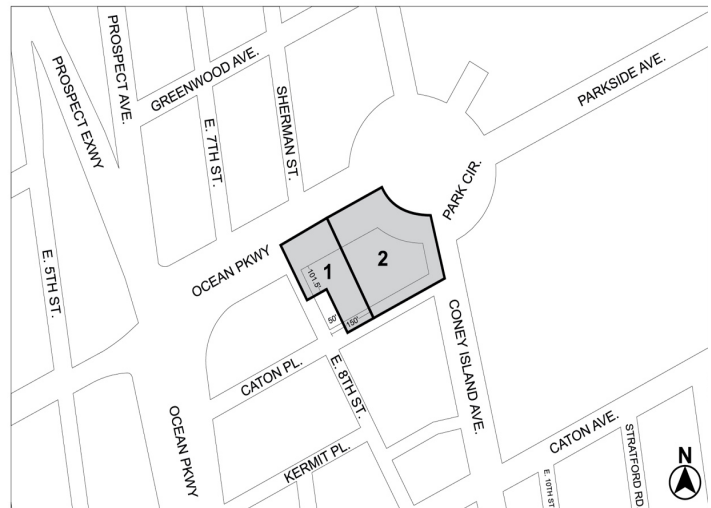 PROSPECT AVE.
PROSPECT EXWY
GREENWOOD AVE.
E. 7TH ST.
SHERMAN ST.
PARKSIDE AVE.
PARK CIR.
E. 5TH ST.
OCEAN PKWY
1
2
101.5'
50'
150'
CATON PL.
E. 8TH ST.
CONEY ISLAND AVE.
OCEAN PKWY
KERMIT PL.
CATON AVE.
E. 10TH ST
STRATFORD RD
N